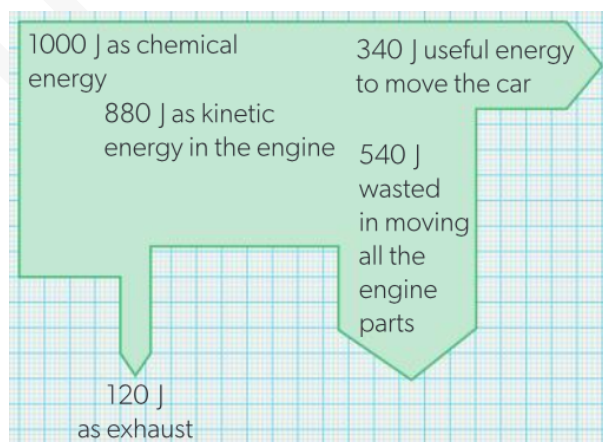 1000 J as chemical
energy
880 J as kinetic
energy in the engine
340 J useful energy
to move the car
540 J
wasted
in moving
all the
engine
parts
120 J
as exhaust